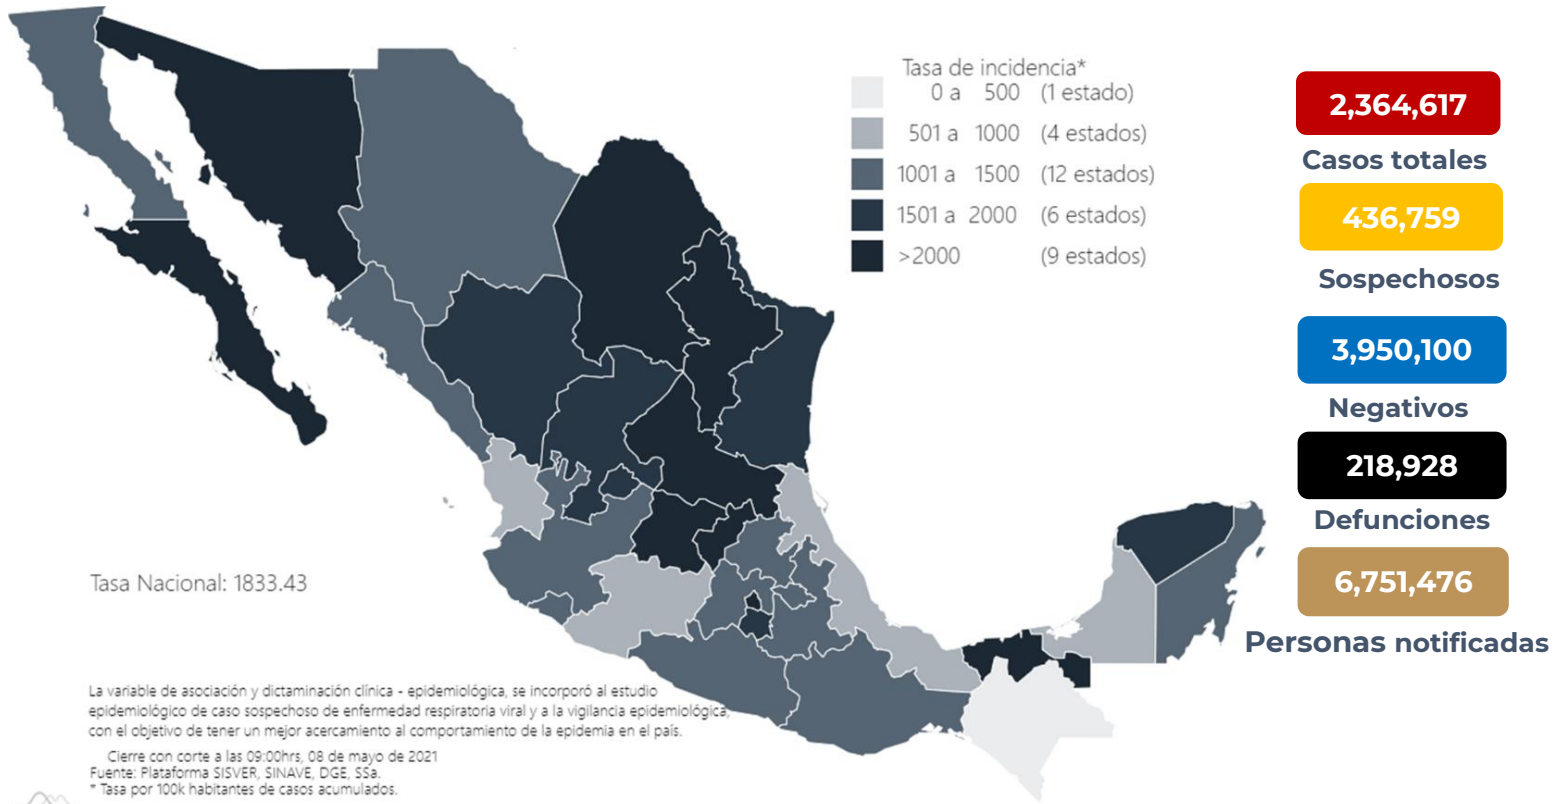 Tasa de incidencia*
0 a 500 (1 estado)
501 a 1000 (4 estados)
1001 a 1500 (12 estados)
1501 a 2000 (6 estados)
>2000 (9 estados)
2,364,617
Casos totales
436,759
Sospechosos
3,950,100
Negativos
218,928
Defunciones
6,751,476
Personas notificadas
Tasa Nacional: 1833.43
La variable de asociación y dictaminación clínica - epidemiológica, se incorporó al estudio
epidemiológico de caso sospechoso de enfermedad respiratoria viral y a la vigilancia epidemiológica,
con el objetivo de tener un mejor acercamiento al comportamiento de la epidemia en el país.
Cierre con corte a las 09:00hrs, 08 de mayo de 2021
Fuente: Plataforma SISVER, SINAVE, DGE, SSa.
* Tasa por 100k habitantes de casos acumulados.